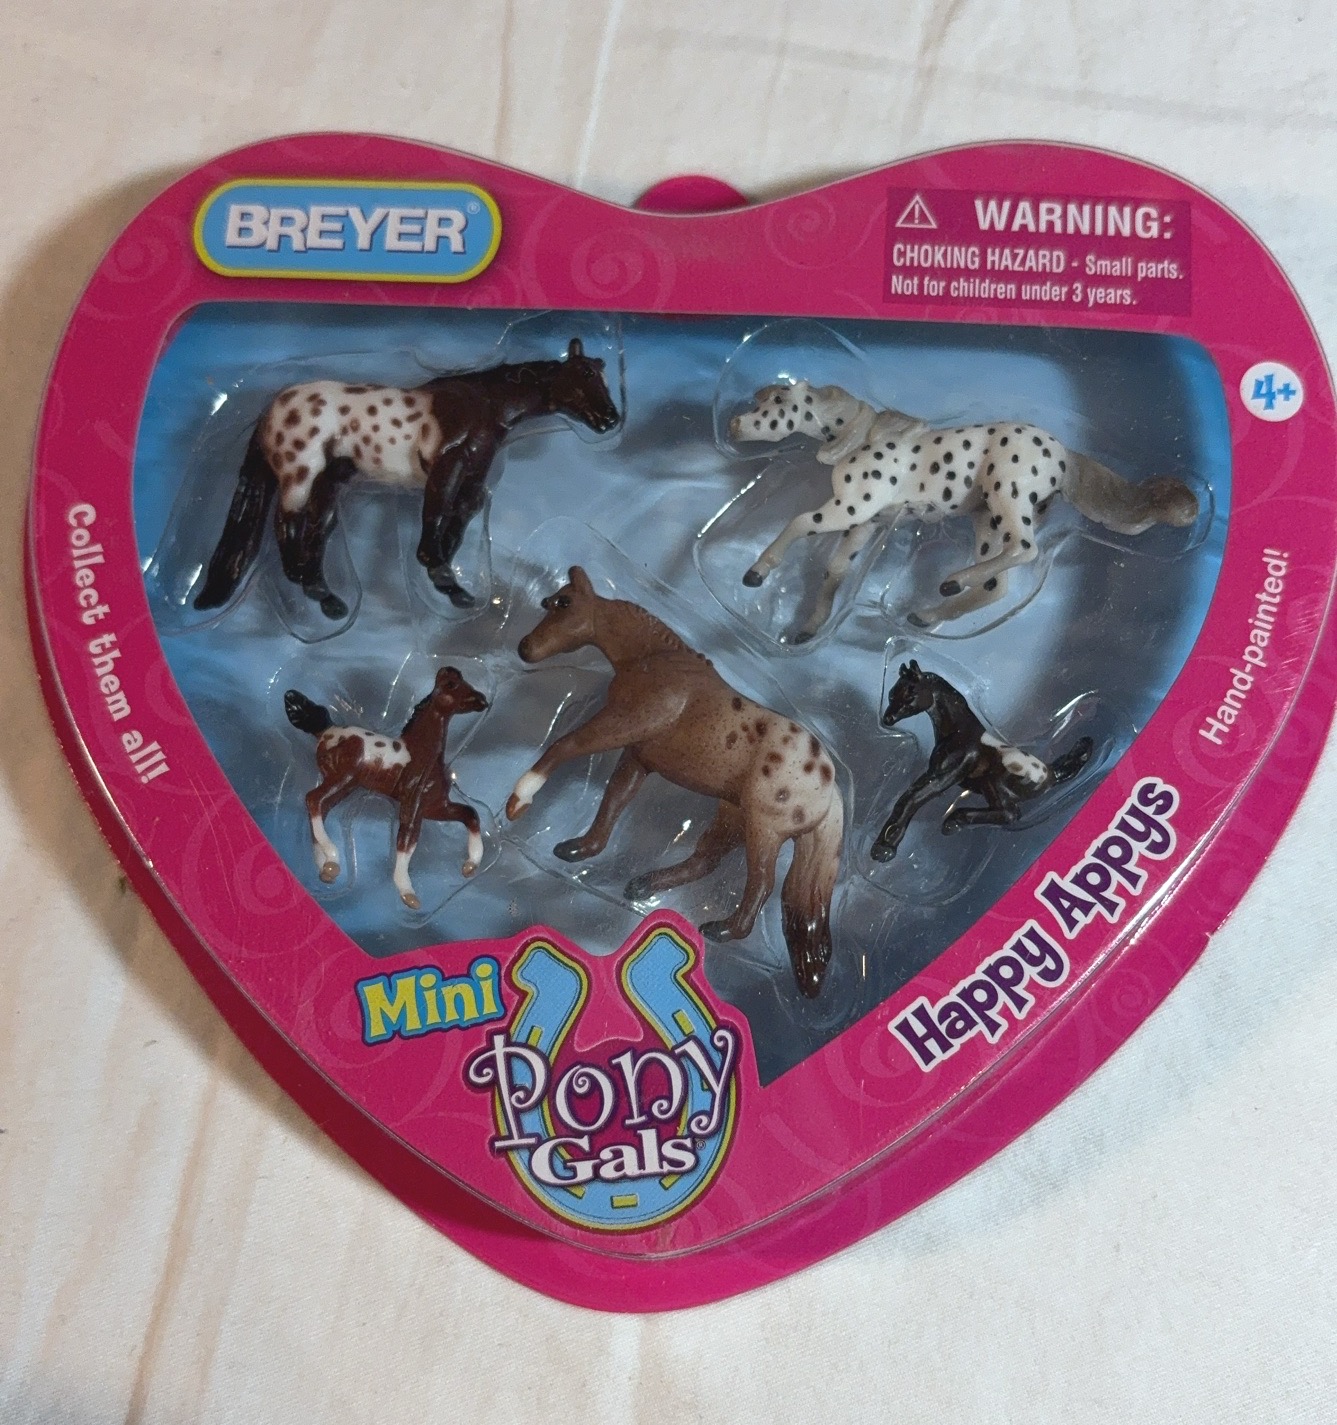 BREYER®
WARNING:
CHOKING HAZARD - Small parts.
Not for children under 3 years.
4+
Collect them all!
Hand-painted!
Happy Appys
Mini
Pony
Gals®